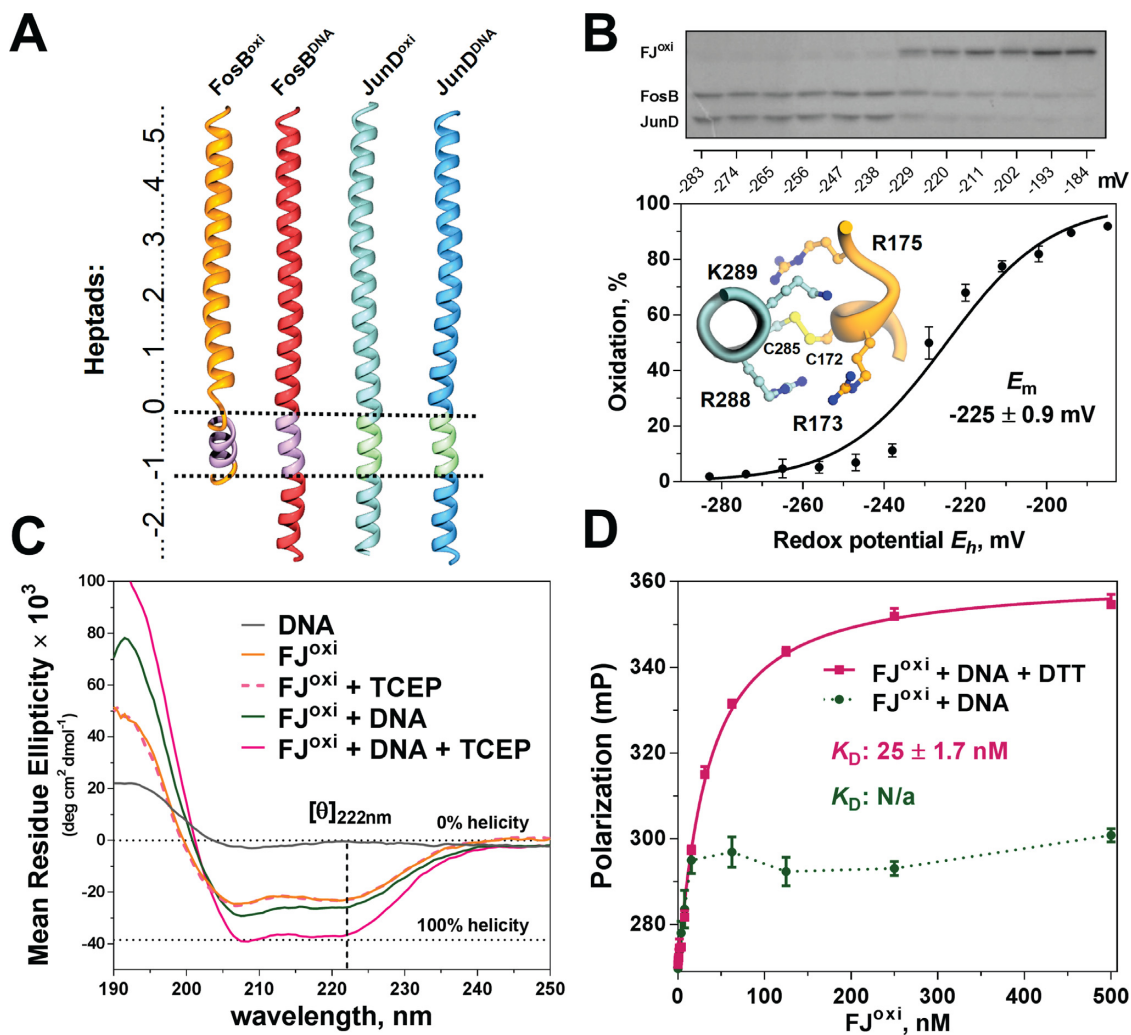 A
FosB^oxi
FosB^DNA
JunD^oxi
JunD^DNA
Heptads:
5
4
3
2
1
0
-1
-2
B
FJ^oxi
FosB
JunD
-283 -274 -265 -256 -247 -238 -229 -220 -211 -202 -193 -184 mV
Oxidation, %
100
80
60
40
20
0
R175
K289
C285
C172
R288
R173
E_m
-225 ± 0.9 mV
-280 -260 -240 -220 -200
Redox potential E_h, mV
C
Mean Residue Ellipticity × 10^3
(deg cm^2 dmol^-1)
100
80
60
40
20
0
-20
-40
DNA
FJ^oxi
FJ^oxi + TCEP
FJ^oxi + DNA
FJ^oxi + DNA + TCEP
[θ]_222nm
0% helicity
100% helicity
190 200 210 220 230 240 250
wavelength, nm
D
Polarization (mP)
360
340
320
300
280
FJ^oxi + DNA + DTT
FJ^oxi + DNA
K_D: 25 ± 1.7 nM
K_D: N/a
0 100 200 300 400 500
FJ^oxi, nM